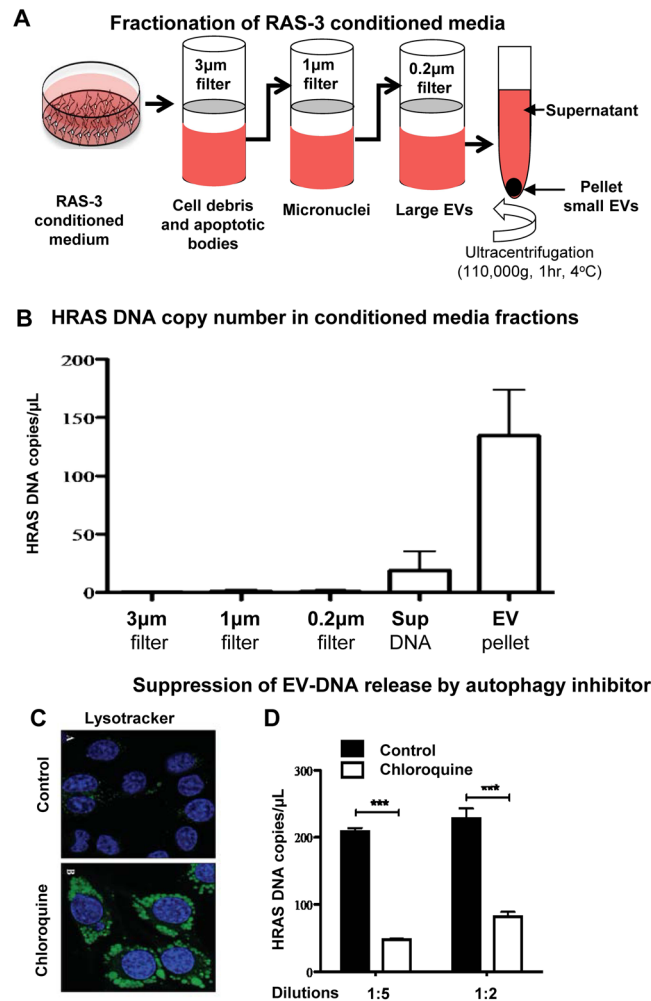 A
Fractionation of RAS-3 conditioned media
3μm
filter
1μm
filter
0.2μm
filter
Supernatant
Pellet
small EVs
RAS-3
conditioned
medium
Cell debris
and apoptotic
bodies
Micronuclei
Large EVs
Ultracentrifugation
(110,000g, 1hr, 4°C)
B HRAS DNA copy number in conditioned media fractions
HRAS DNA copies/μL
200
150
100
50
0
3μm
filter
1μm
filter
0.2μm
filter
Sup
DNA
EV
pellet
Suppression of EV-DNA release by autophagy inhibitor
C
Lysotracker
Control
A
Chloroquine
B
D
Control
Chloroquine
HRAS DNA copies/μL
300
200
100
0
***
***
Dilutions 1:5 1:2